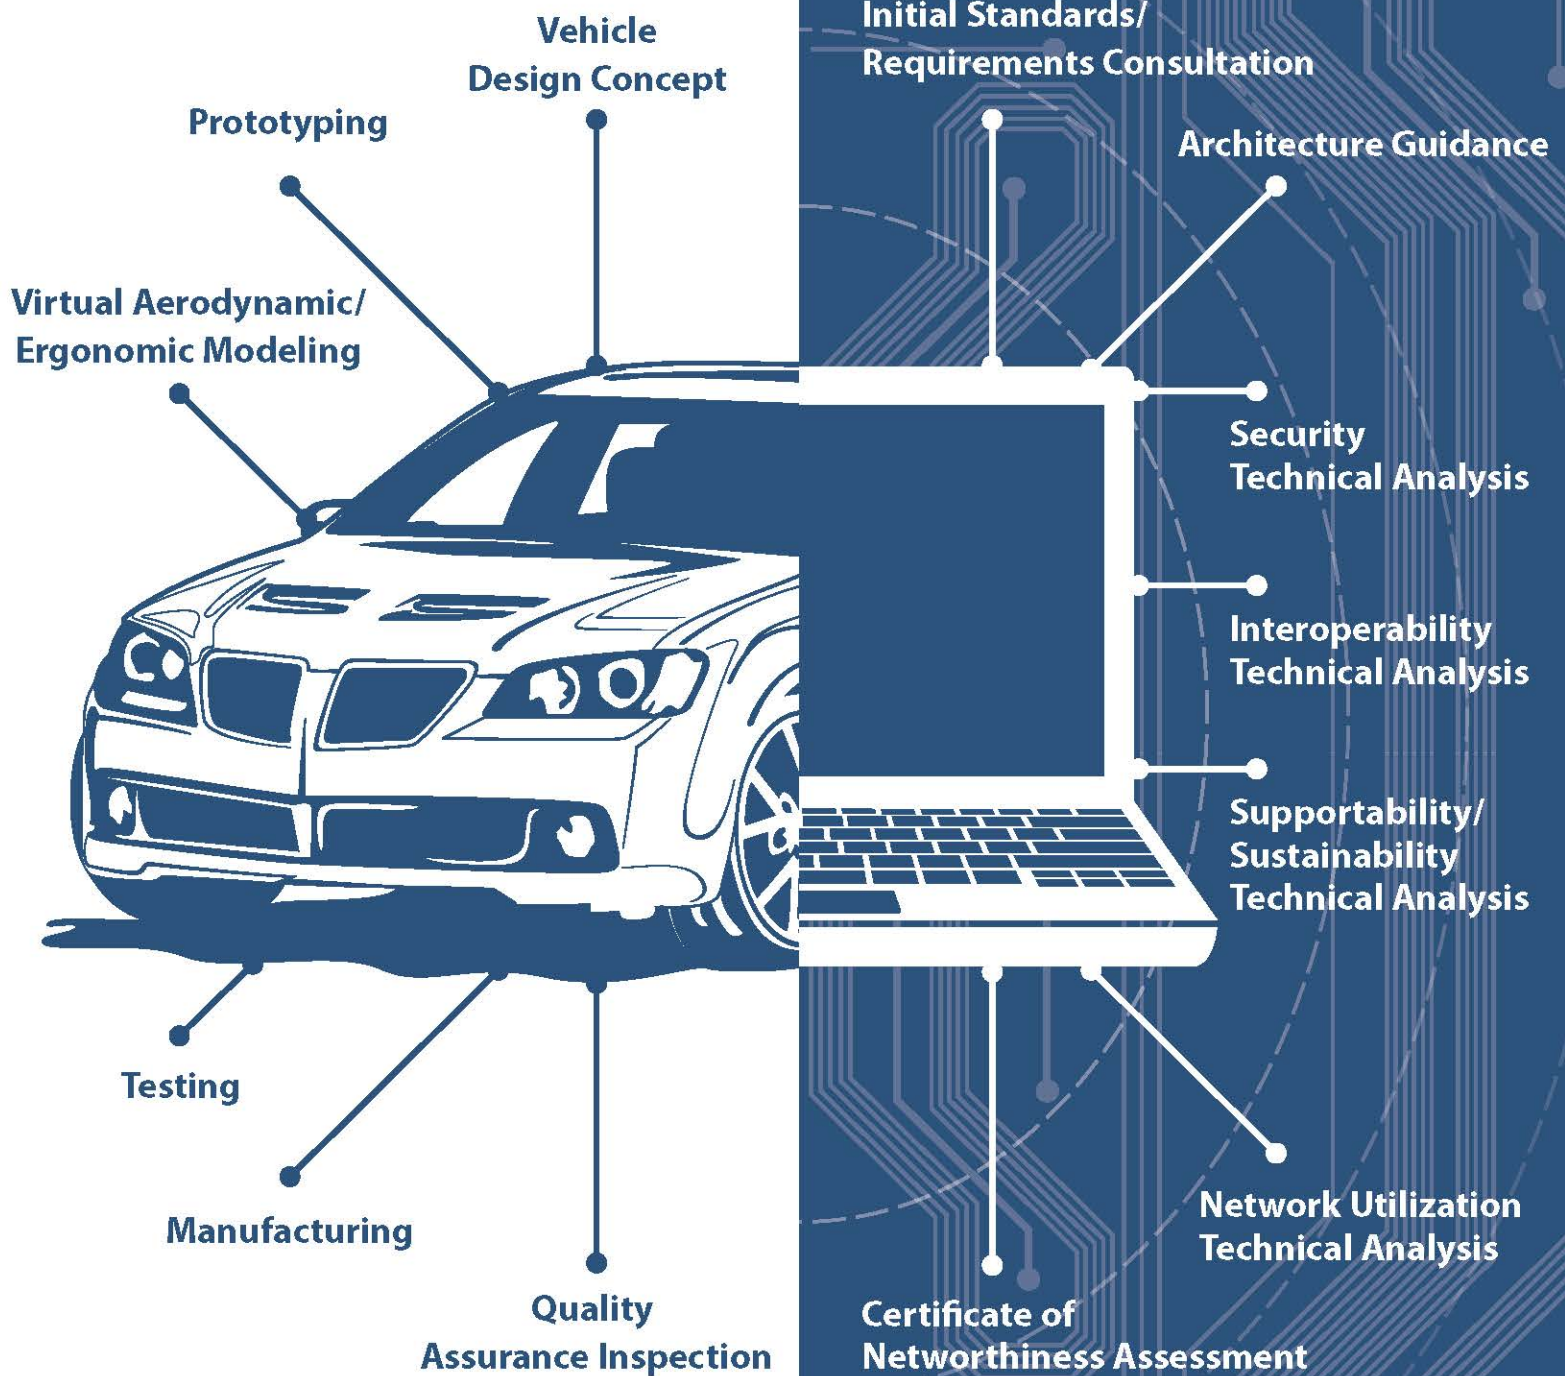 Vehicle
Design Concept
Prototyping
Virtual Aerodynamic/
Ergonomic Modeling
Testing
Manufacturing
Quality
Assurance Inspection
Initial Standards/
Requirements Consultation
Architecture Guidance
Security
Technical Analysis
Interoperability
Technical Analysis
Supportability/
Sustainability
Technical Analysis
Network Utilization
Technical Analysis
Certificate of
Networthiness Assessment